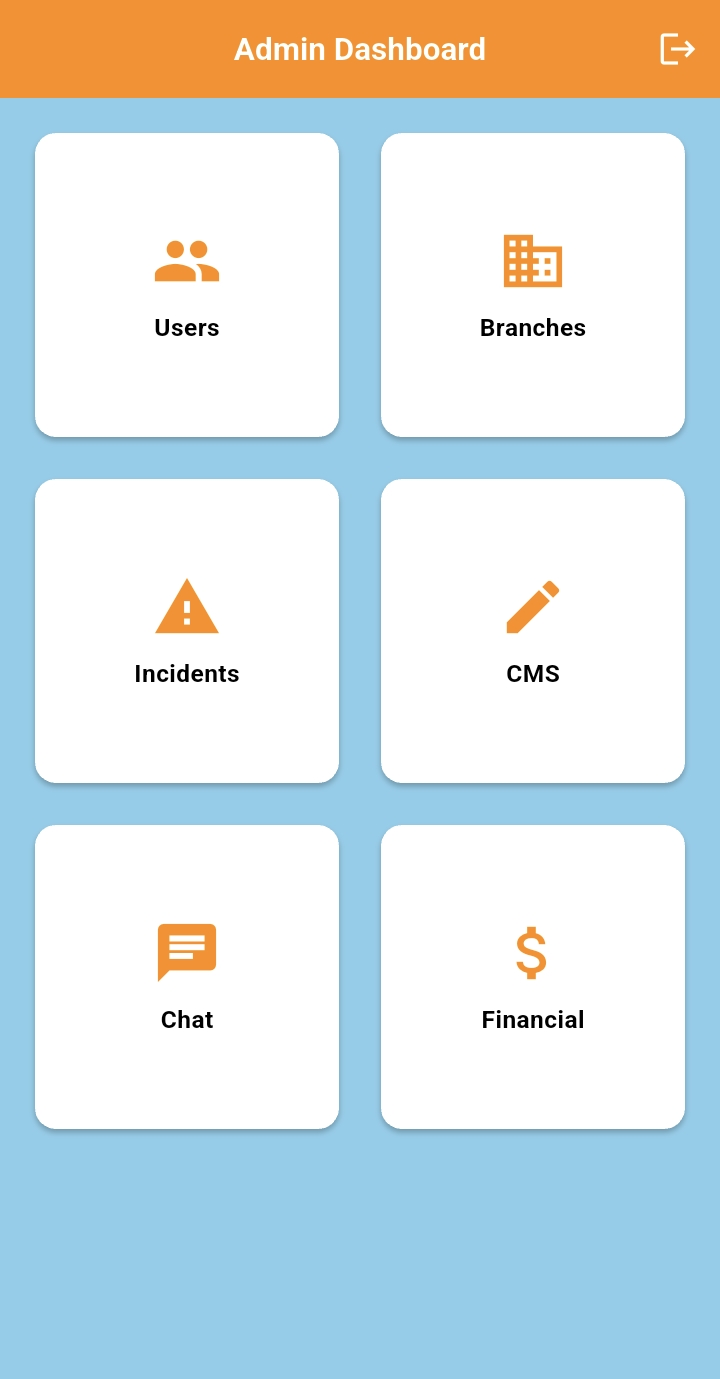 Admin Dashboard
Users
Branches
Incidents
CMS
Chat
Financial